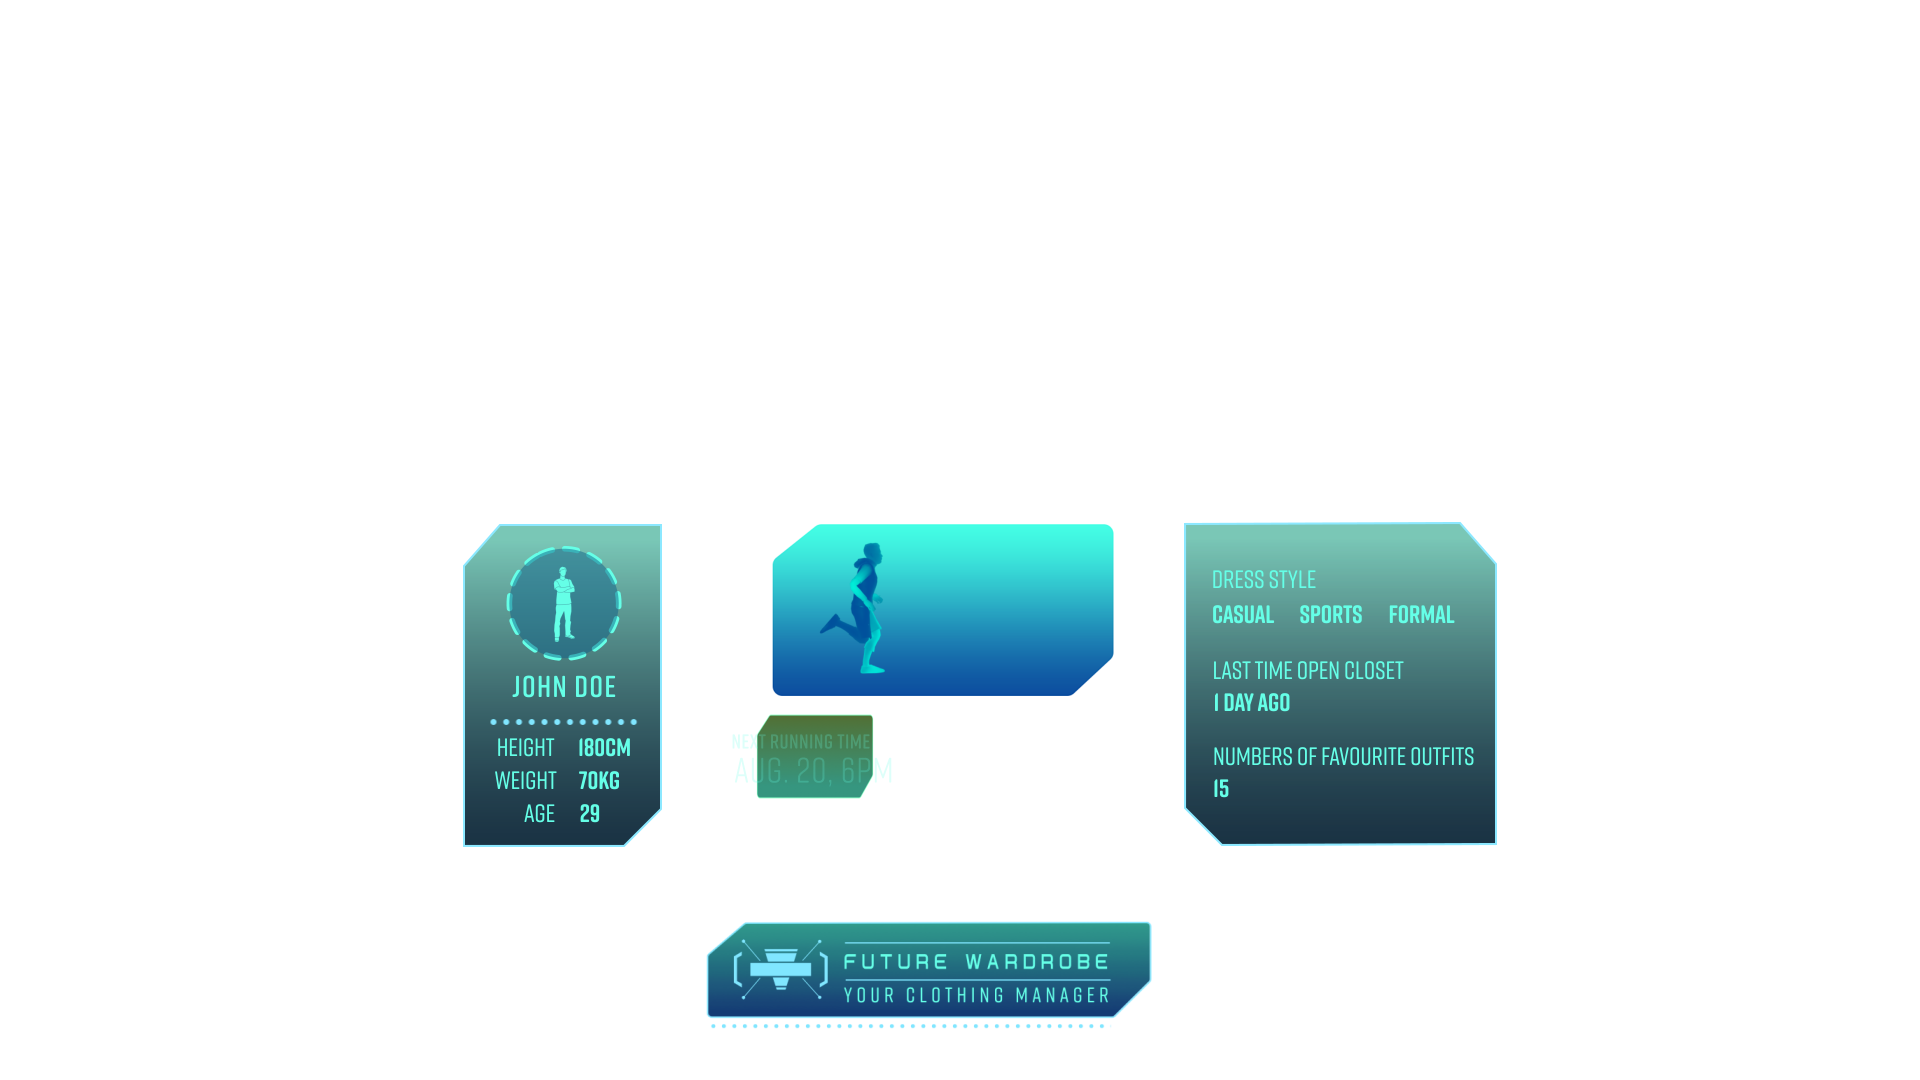 JOHN DOE
HEIGHT 180CM
WEIGHT 70KG
AGE 29
NEXT RUNNING TIME
AUG. 20, 6PM
DRESS STYLE
CASUAL SPORTS FORMAL
LAST TIME OPEN CLOSET
1 DAY AGO
NUMBERS OF FAVOURITE OUTFITS
15
FUTURE WARDROBE
YOUR CLOTHING MANAGER